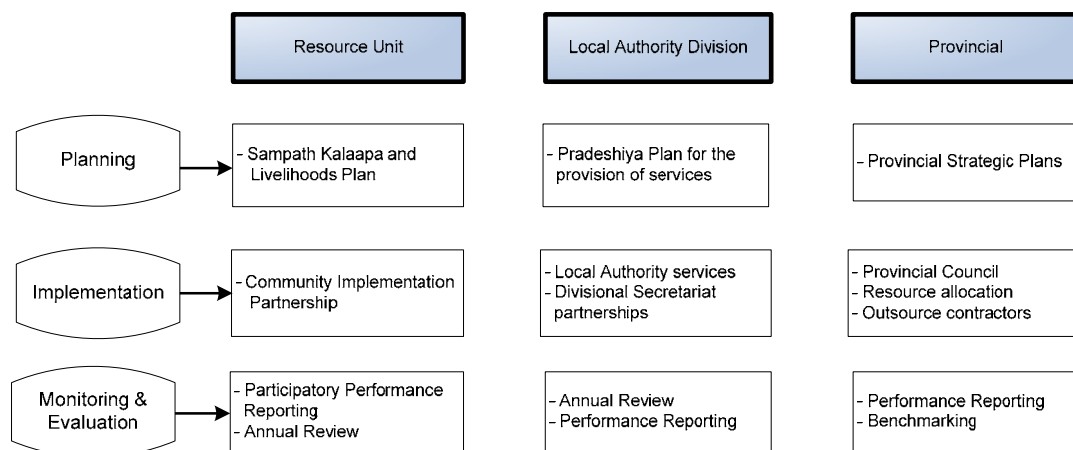 Resource Unit
Local Authority Division
Provincial
Planning
- Sampath Kalaapa and
Livelihoods Plan
- Pradeshiya Plan for the
provision of services
- Provincial Strategic Plans
Implementation
- Community Implementation
Partnership
- Local Authority services
- Divisional Secretariat
partnerships
- Provincial Council
- Resource allocation
- Outsource contractors
Monitoring &
Evaluation
- Participatory Performance
Reporting
- Annual Review
- Annual Review
- Performance Reporting
- Performance Reporting
- Benchmarking